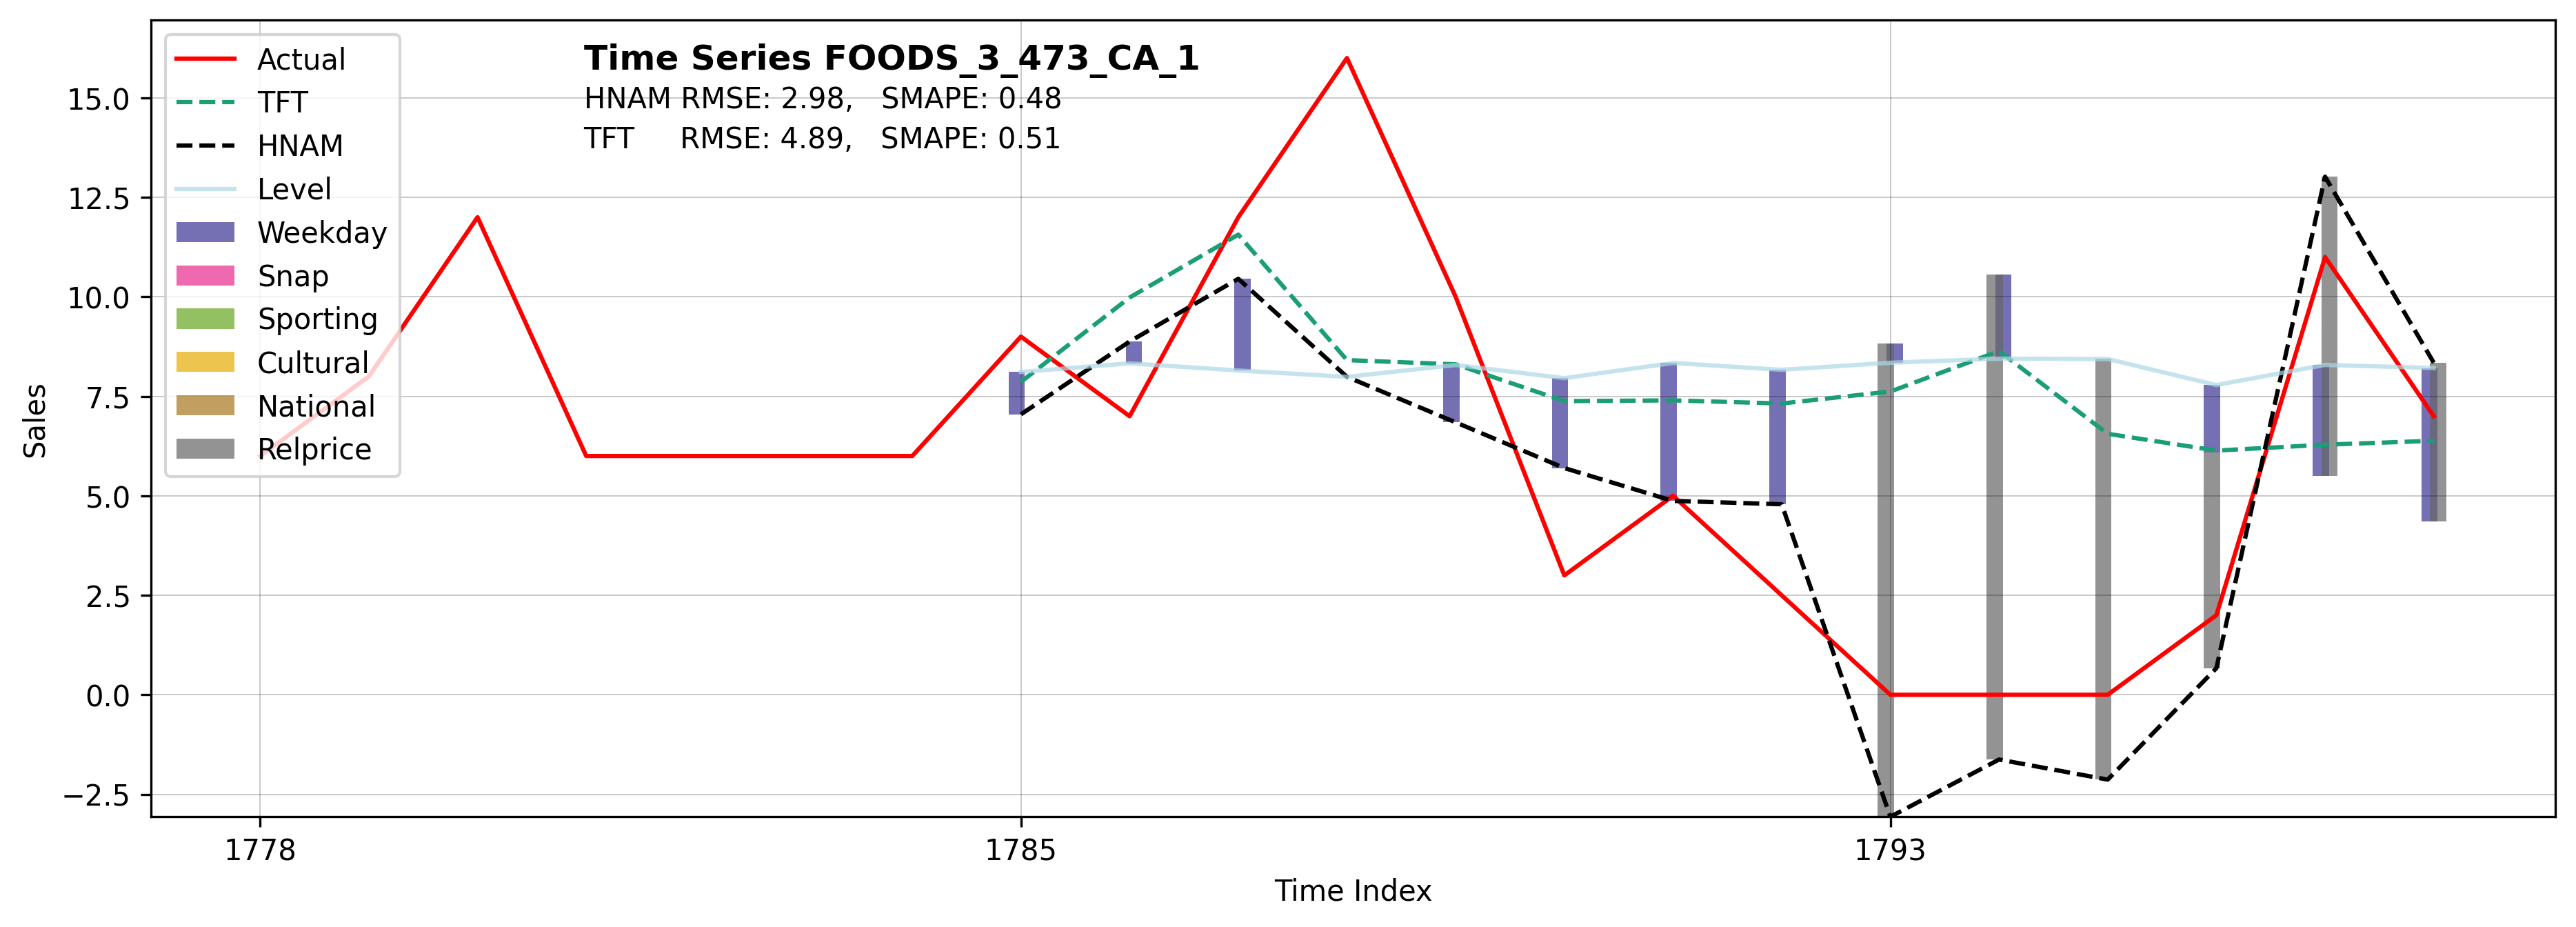 Time Series FOODS_3_473_CA_1
HNAM RMSE: 2.98, SMAPE: 0.48
TFT RMSE: 4.89, SMAPE: 0.51
Actual
TFT
HNAM
Level
Weekday
Snap
Sporting
Cultural
National
Relprice
Sales
15.0
12.5
10.0
7.5
5.0
2.5
0.0
−2.5
1778
1785
1793
Time Index